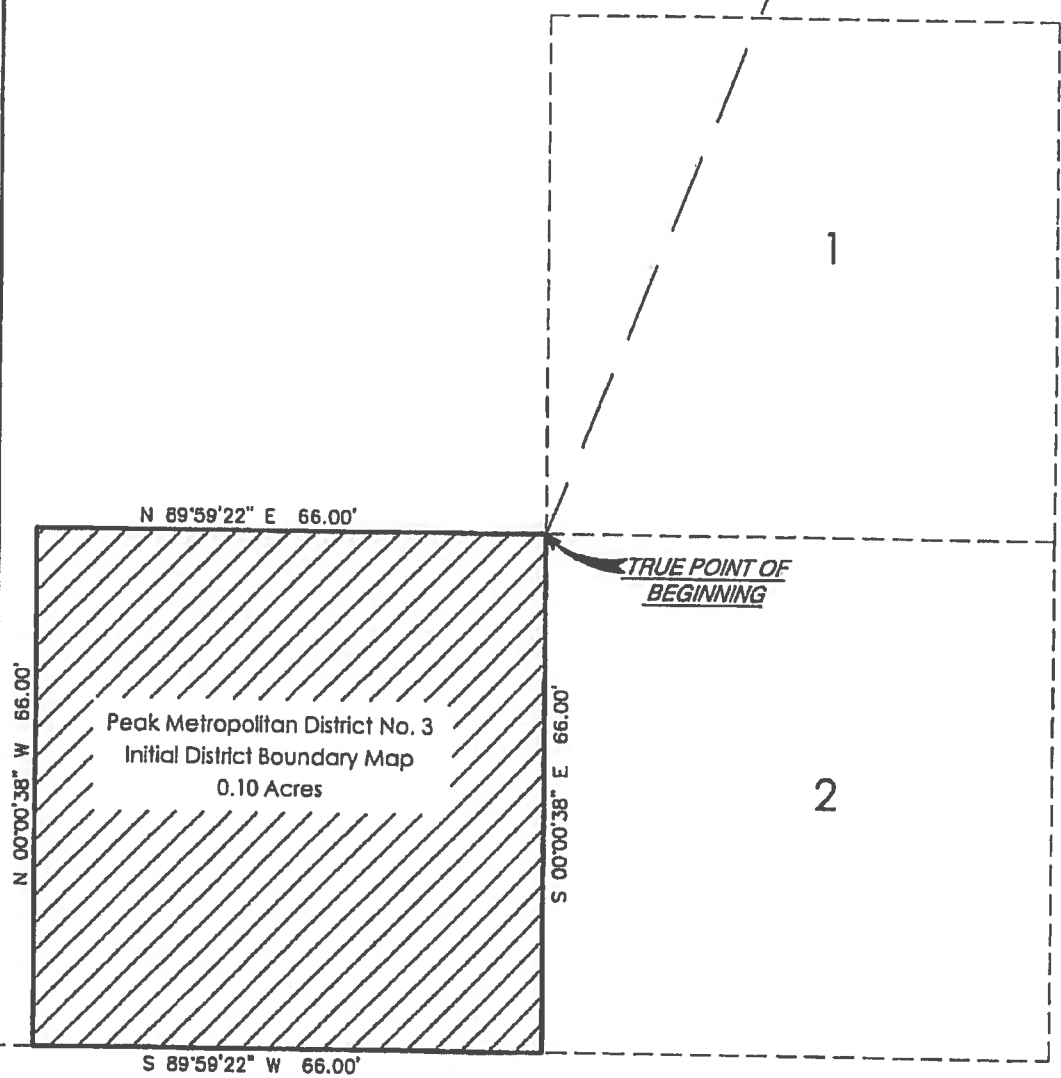 1
N 89°59'22" E 66.00'
TRUE POINT OF
BEGINNING
N 00°00'38" W 66.00'
Peak Metropolitan District No. 3
Initial District Boundary Map
0.10 Acres
S 00°00'38" E 66.00'
2
S 89°59'22" W 66.00'